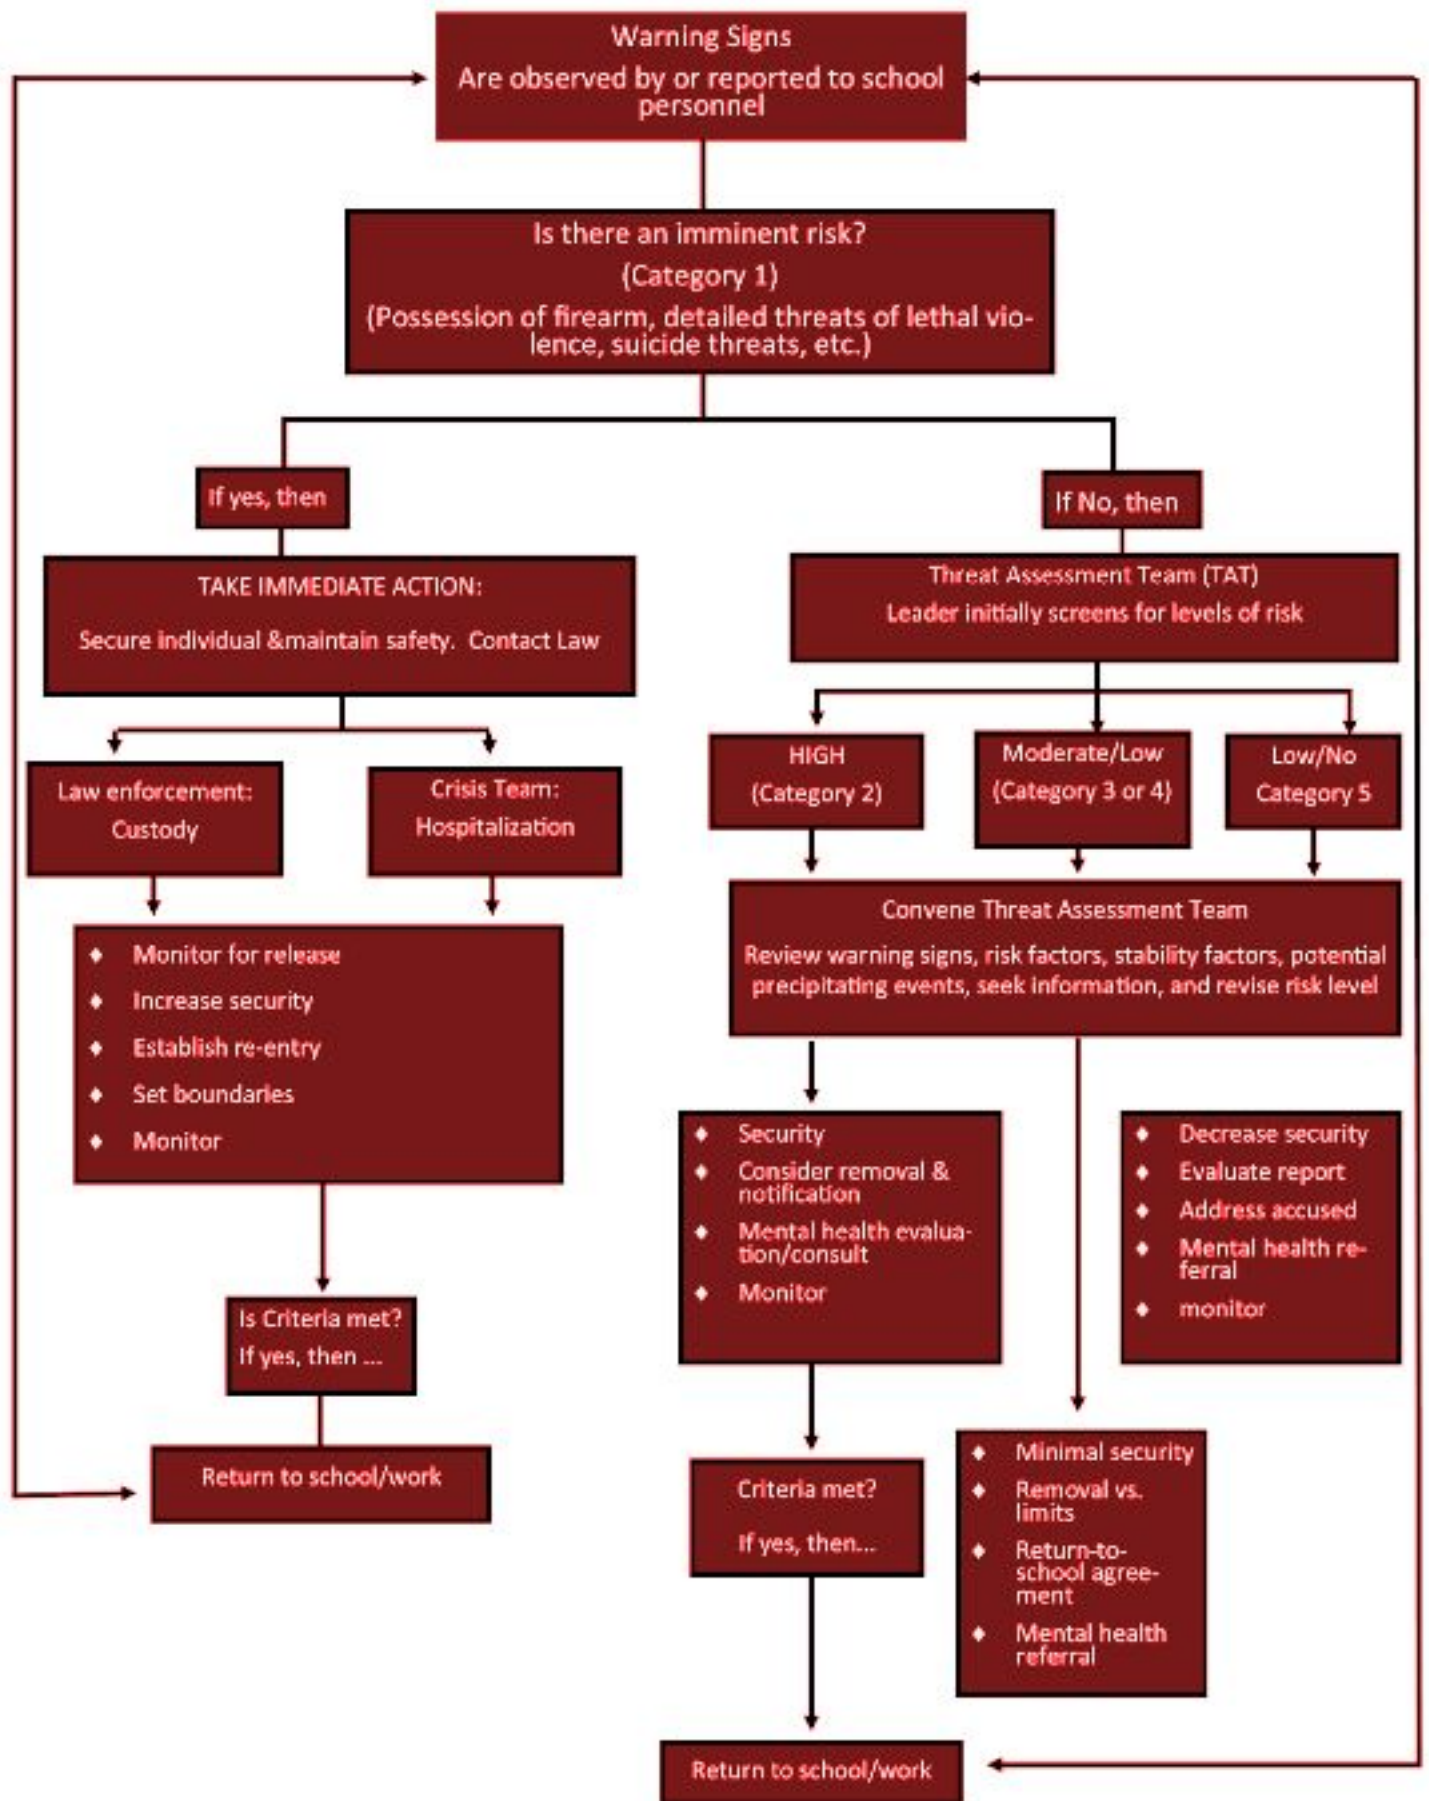 Warning Signs
Are observed by or reported to school
personnel
Is there an imminent risk?
(Category 1)
(Possession of firearm, detailed threats of lethal vio-
lence, suicide threats, etc.)
If yes, then
If No, then
TAKE IMMEDIATE ACTION:
Secure individual &maintain safety. Contact Law
Threat Assessment Team (TAT)
Leader initially screens for levels of risk
Law enforcement:
Custody
Crisis Team:
Hospitalization
HIGH
(Category 2)
Moderate/Low
(Category 3 or 4)
Low/No
Category 5
♦ Monitor for release
♦ Increase security
♦ Establish re-entry
♦ Set boundaries
♦ Monitor
Convene Threat Assessment Team
Review warning signs, risk factors, stability factors, potential
precipitating events, seek information, and revise risk level
♦ Security
♦ Consider removal &
notification
♦ Mental health evalua-
tion/consult
♦ Monitor
♦ Decrease security
♦ Evaluate report
♦ Address accused
♦ Mental health re-
ferral
♦ monitor
Is Criteria met?
If yes, then ...
Return to school/work
Criteria met?
If yes, then...
♦ Minimal security
♦ Removal vs.
limits
♦ Return-to-
school agree-
ment
♦ Mental health
referral
Return to school/work